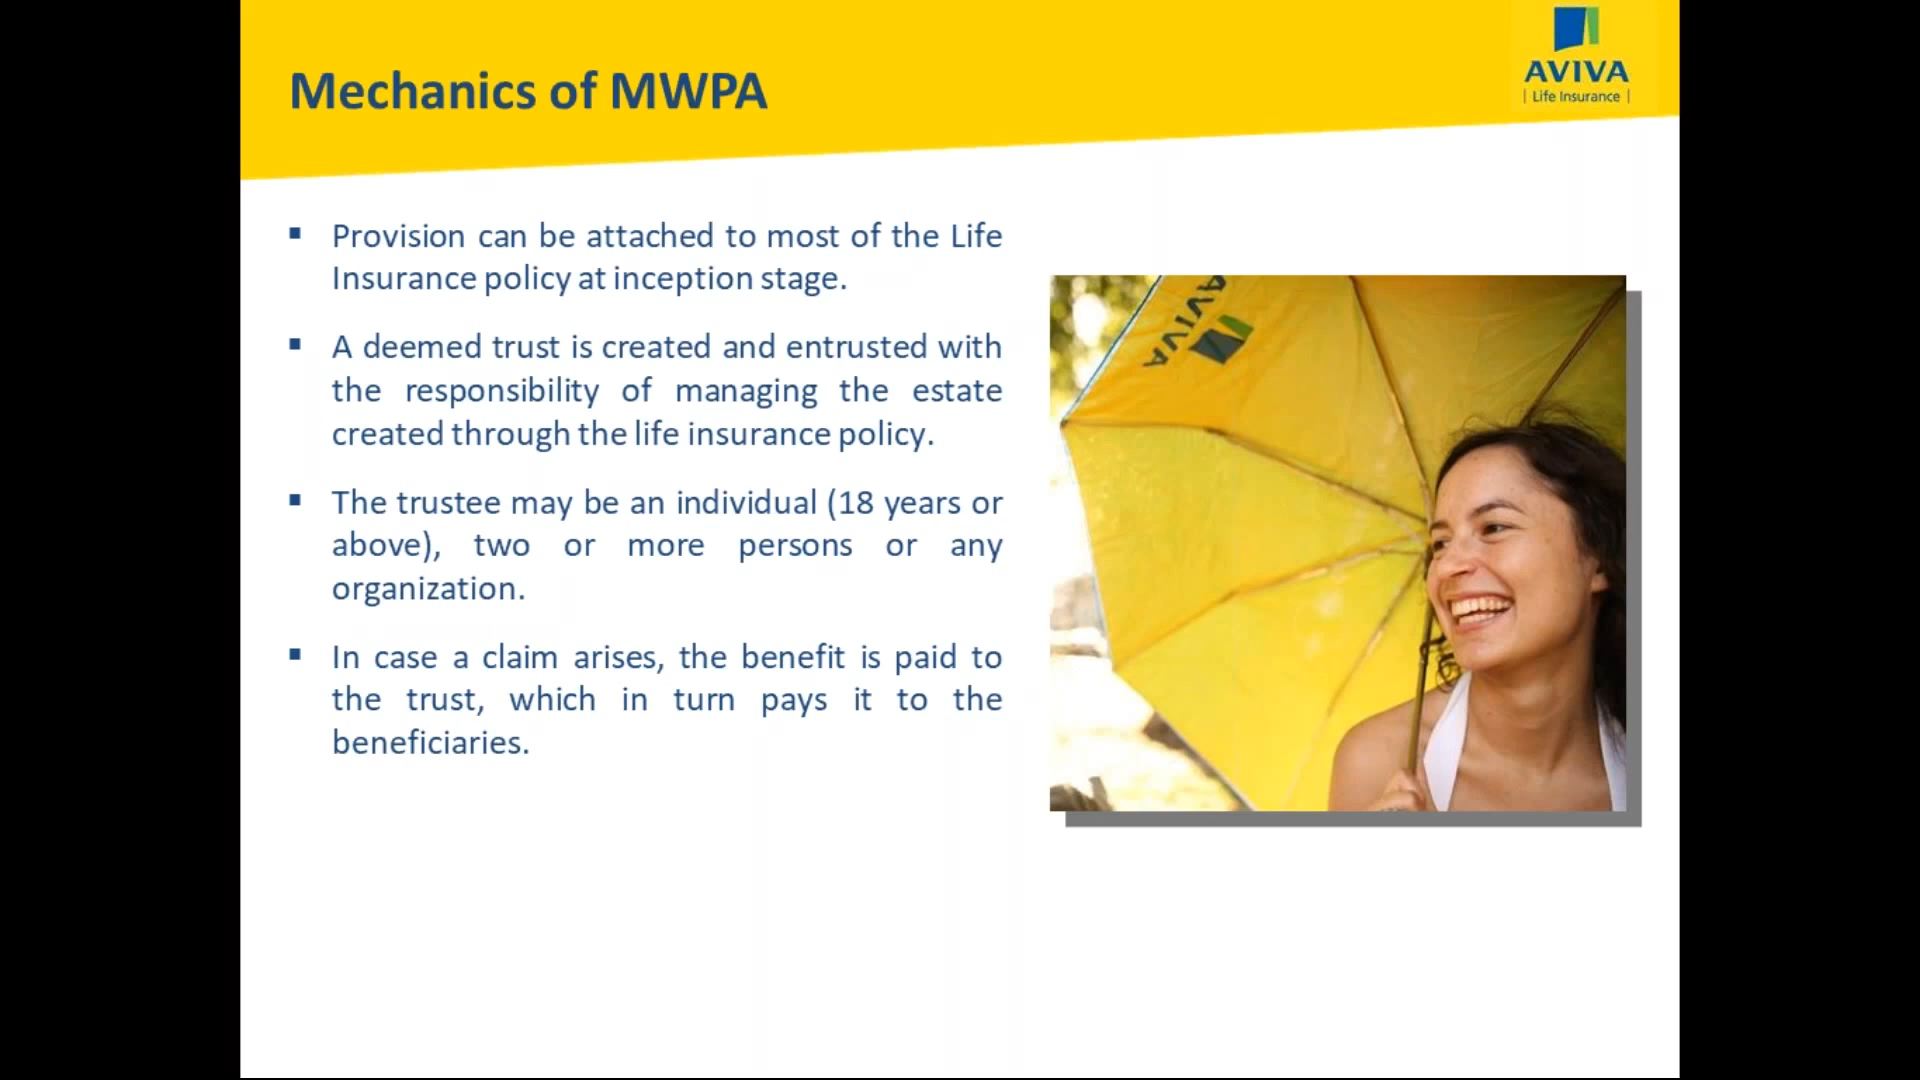 Mechanics of MWPA
AVIVA
| Life Insurance |
▪ Provision can be attached to most of the Life
Insurance policy at inception stage.
▪ A deemed trust is created and entrusted with
the responsibility of managing the estate
created through the life insurance policy.
▪ The trustee may be an individual (18 years or
above), two or more persons or any
organization.
▪ In case a claim arises, the benefit is paid to
the trust, which in turn pays it to the
beneficiaries.
AVIVA